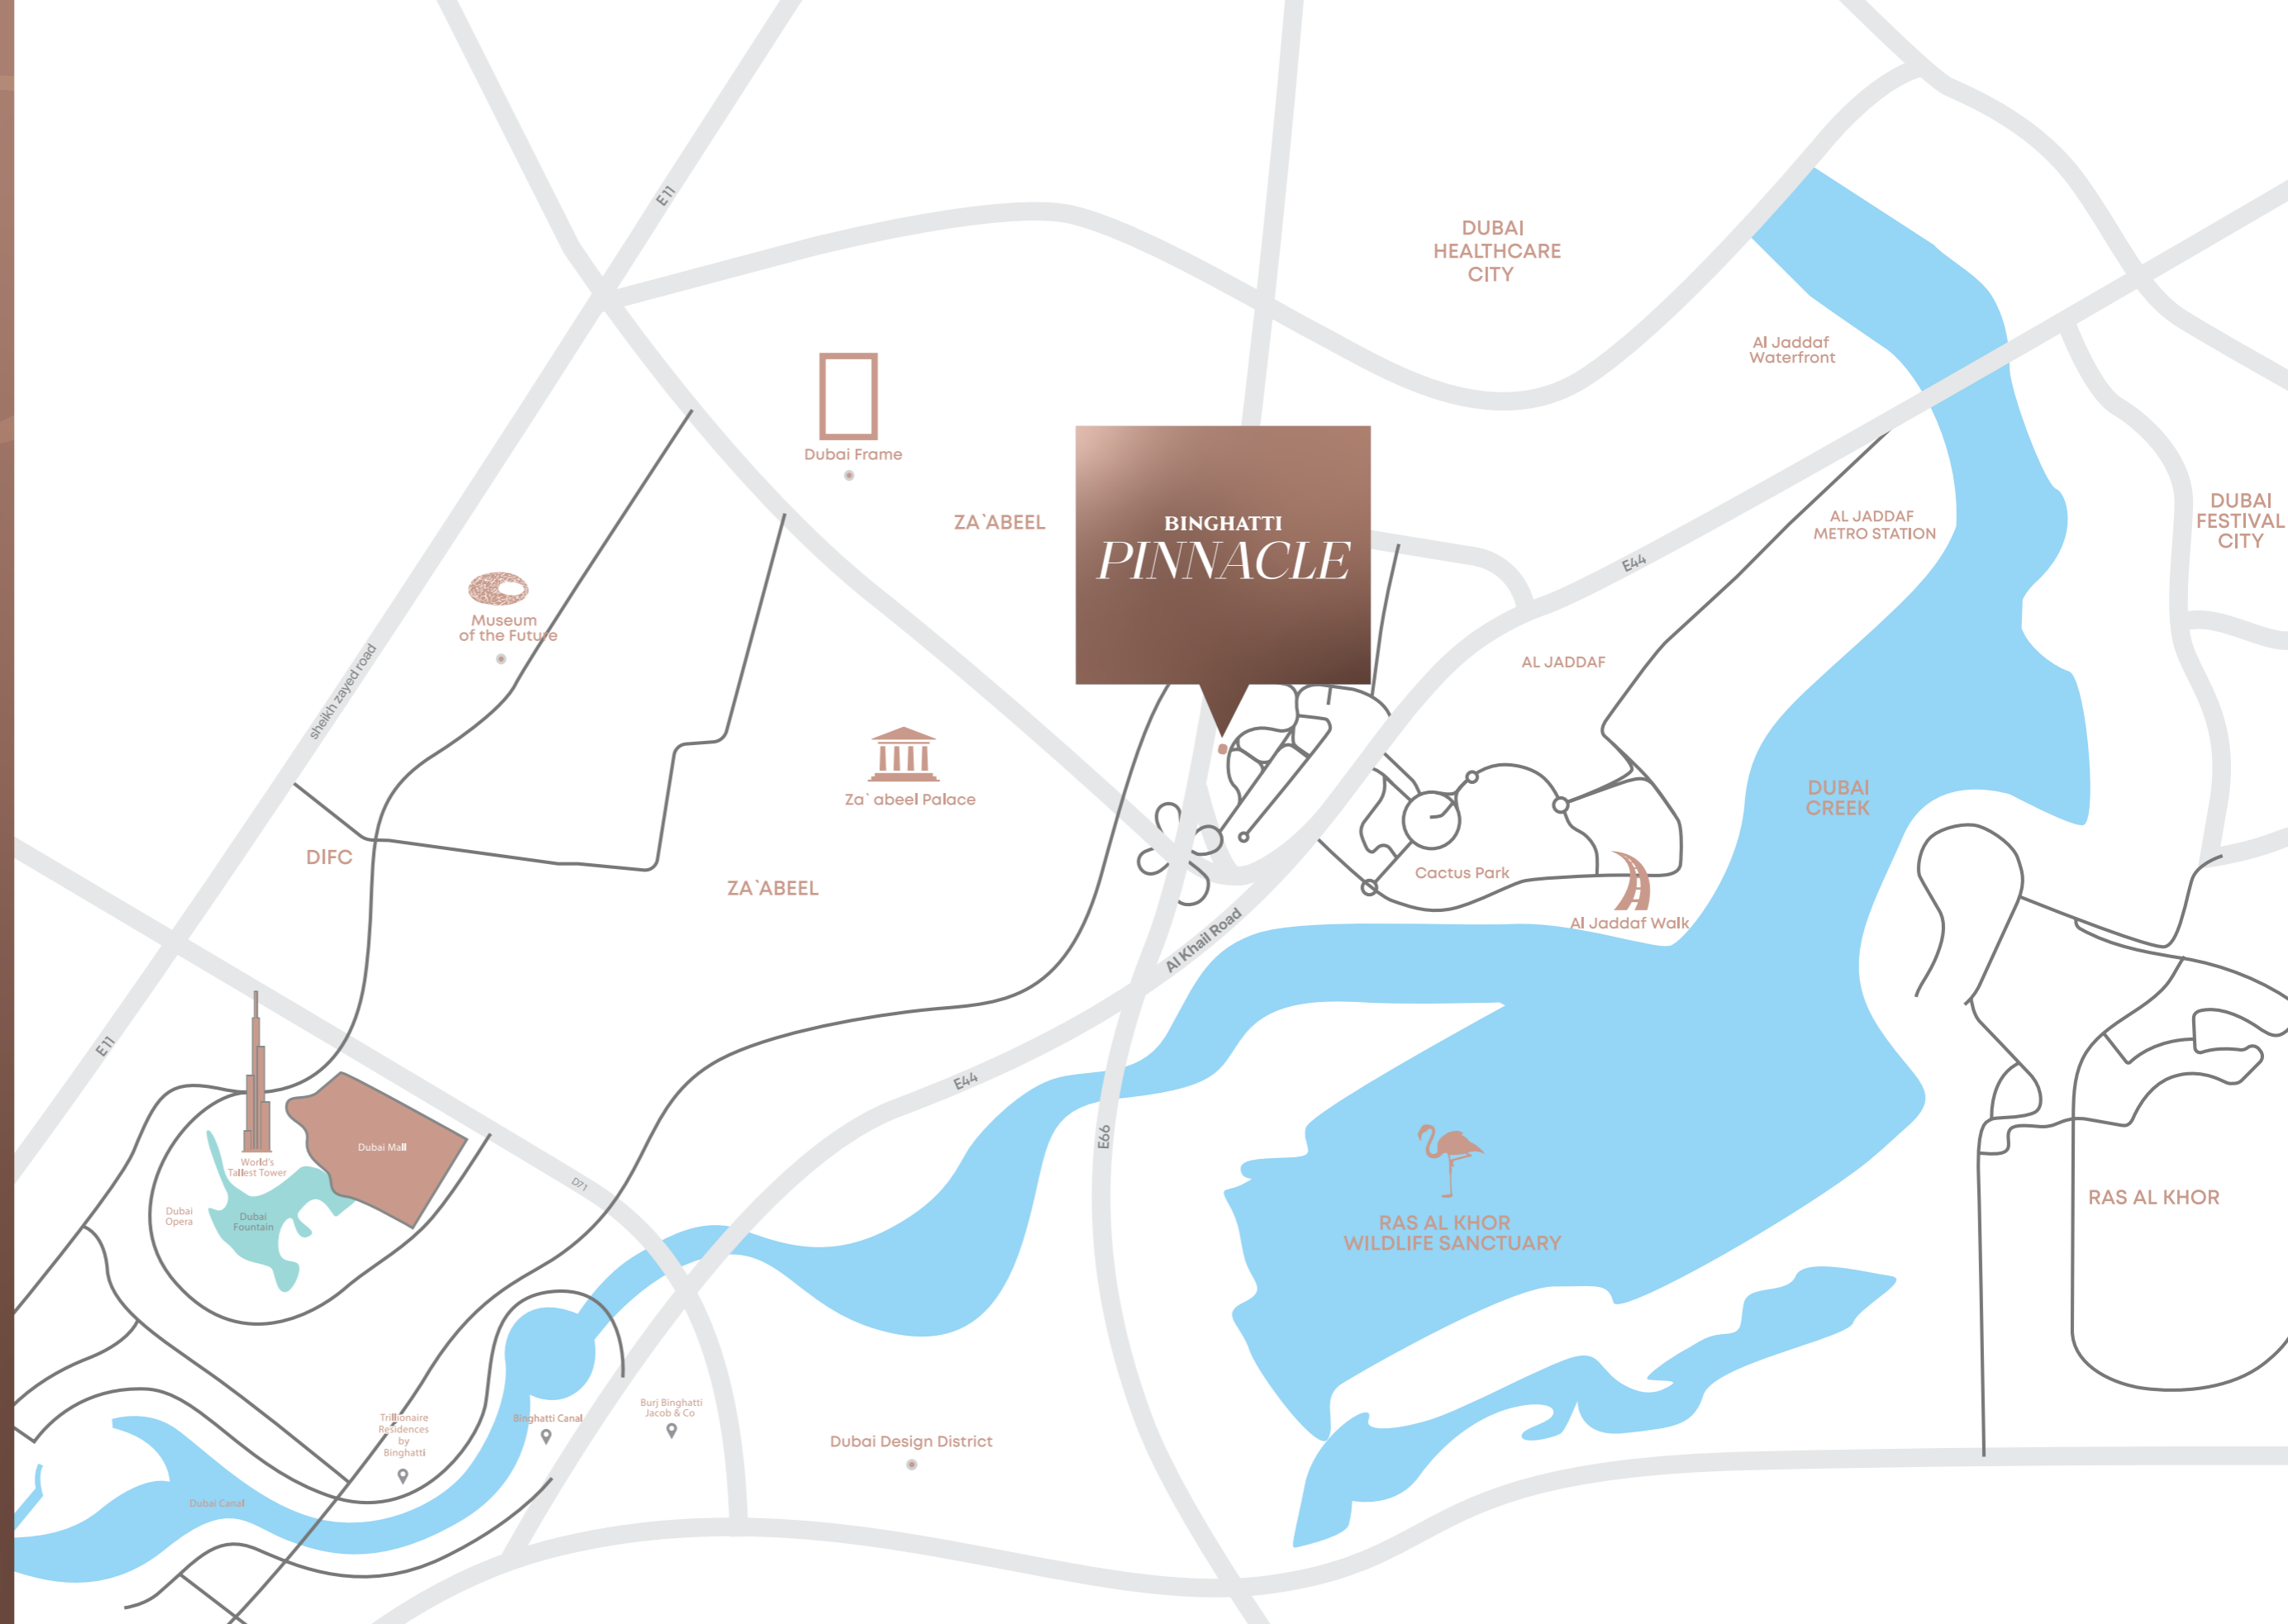 E11
DUBAI
HEALTHCARE
CITY
Al Jaddaf
Waterfront
Dubai Frame
ZA`ABEEL
BINGHATTI
PINNACLE
E44
AL JADDAF
METRO STATION
DUBAI
FESTIVAL
CITY
Museum
of the Future
sheikh zayed road
AL JADDAF
Za` abeel Palace
DUBAI
CREEK
DIFC
ZA`ABEEL
Cactus Park
Al Jaddaf Walk
Al Khail Road
E11
E44
E66
Dubai Mall
World's
Tallest Tower
D71
Dubai
Opera
Dubai
Fountain
RAS AL KHOR
WILDLIFE SANCTUARY
RAS AL KHOR
Trillionaire
Residences
by
Binghatti
Binghatti Canal
Burj Binghatti
Jacob & Co
Dubai Design District
Dubai Canal